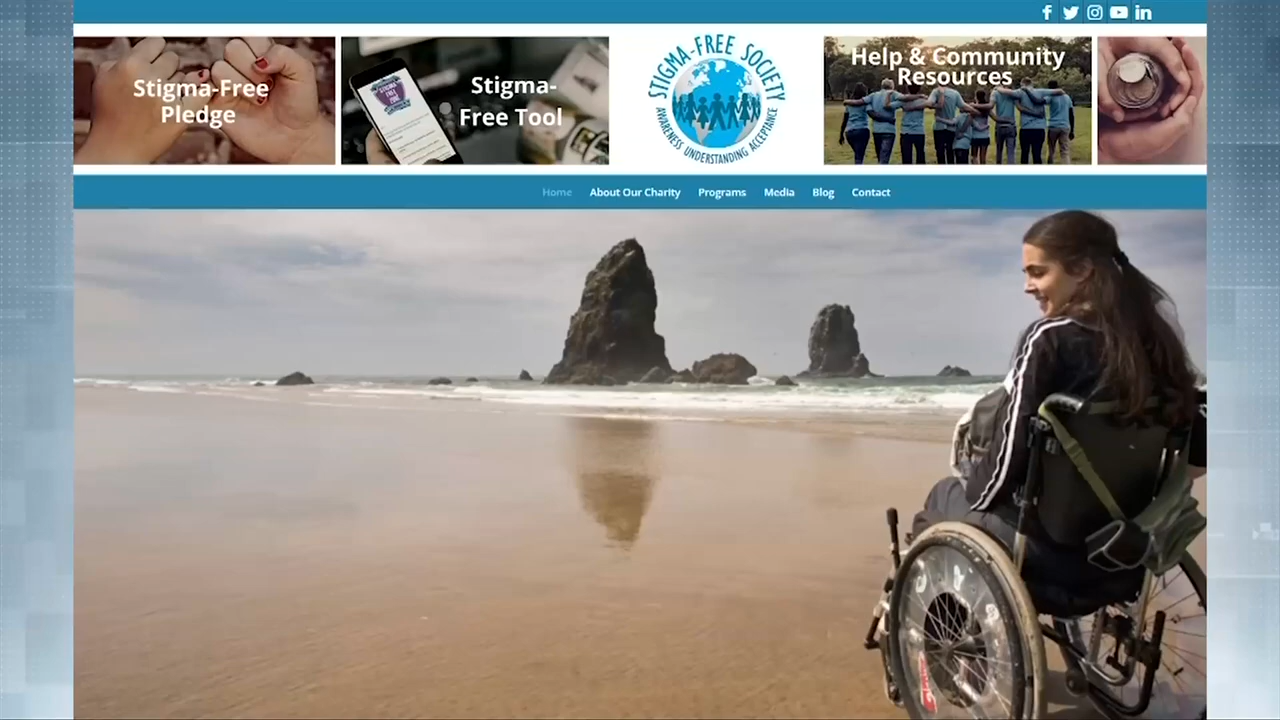 Stigma-Free
Pledge
Stigma-
Free Tool
STIGMA-FREE SOCIETY
AWARENESS UNDERSTANDING ACCEPTANCE
Help & Community
Resources
Home About Our Charity Programs Media Blog Contact